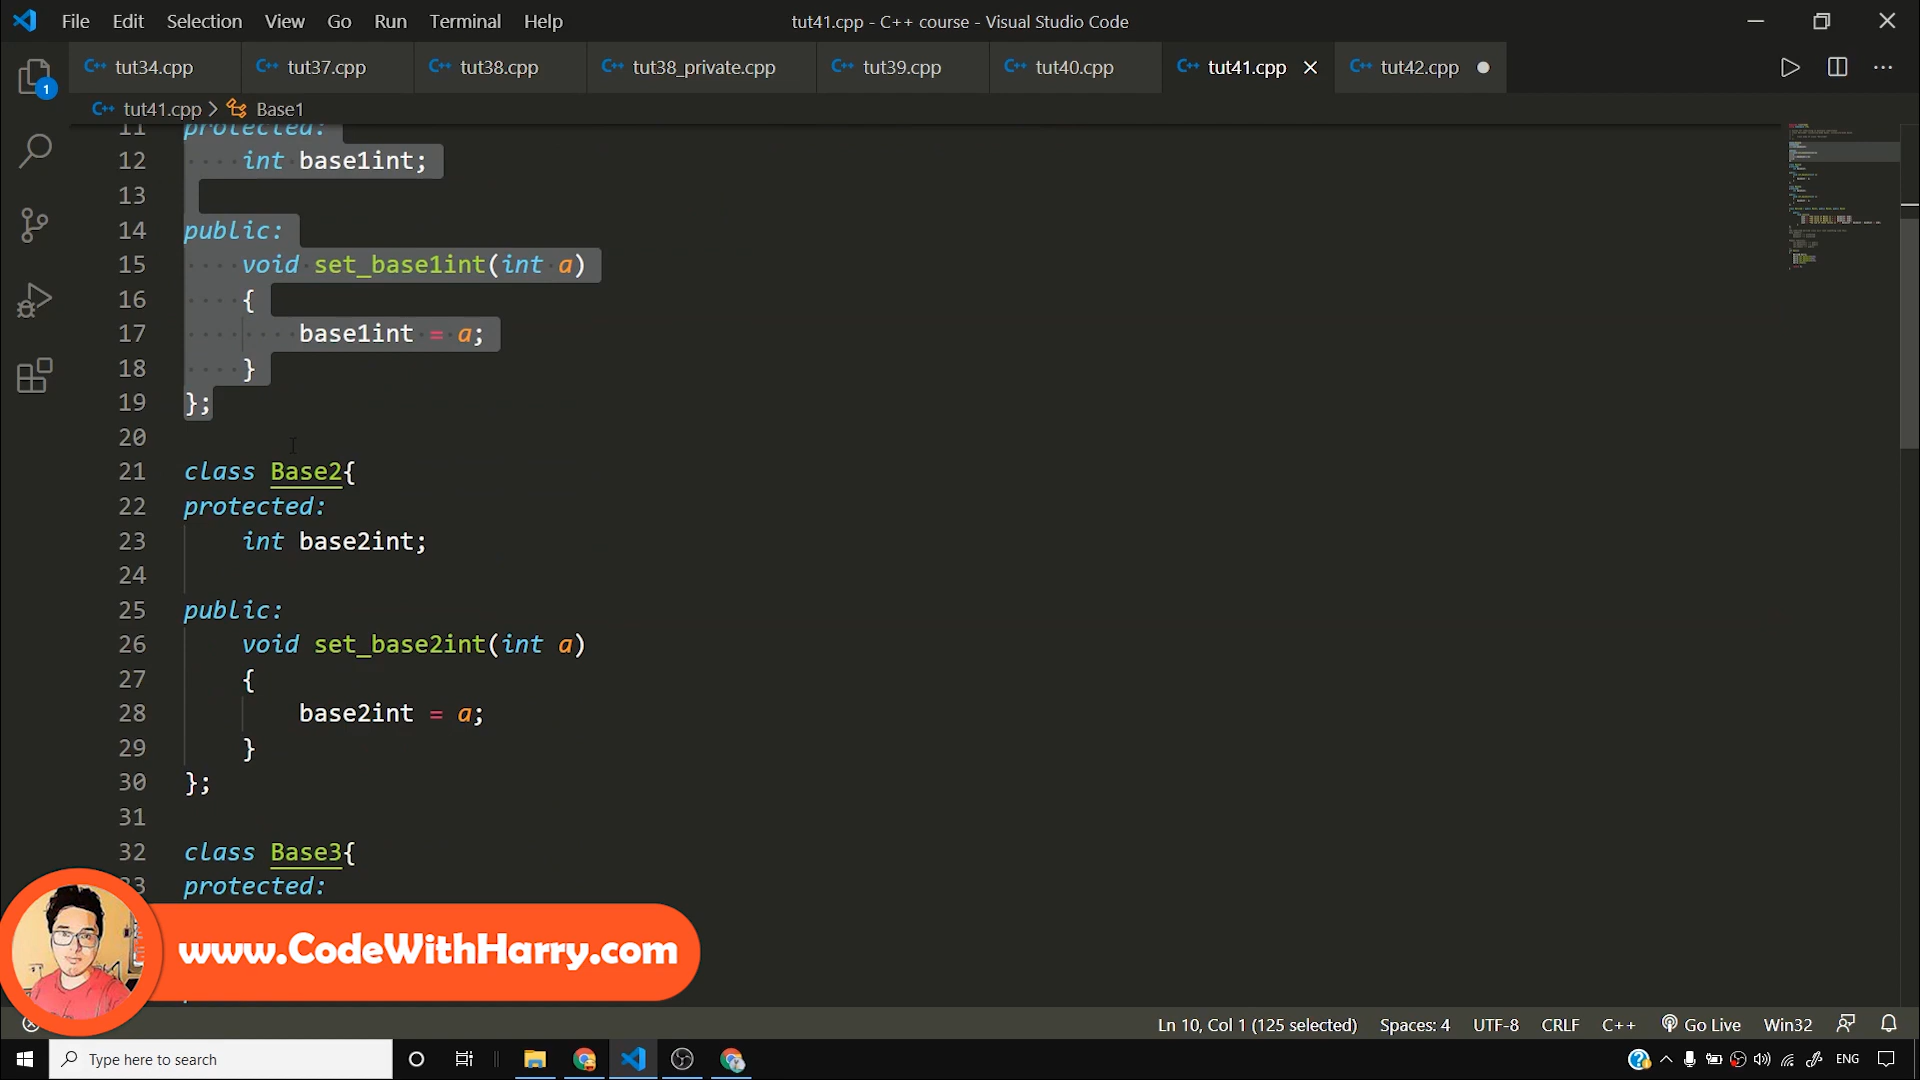 File Edit Selection View Go Run Terminal Help
tut41.cpp - C++ course - Visual Studio Code
tut34.cpp tut37.cpp tut38.cpp tut38_private.cpp tut39.cpp tut40.cpp tut41.cpp tut42.cpp
1
tut41.cpp > Base1
11 protected:
12 int base1int;
13
14 public:
15 void set_base1int(int a)
16 {
17 base1int = a;
18 }
19 };
20
21 class Base2{
22 protected:
23 int base2int;
24
25 public:
26 void set_base2int(int a)
27 {
28 base2int = a;
29 }
30 };
31
32 class Base3{
33 protected:
www.CodeWithHarry.com
Ln 10, Col 1 (125 selected) Spaces: 4 UTF-8 CRLF C++ Go Live Win32
Type here to search
ENG